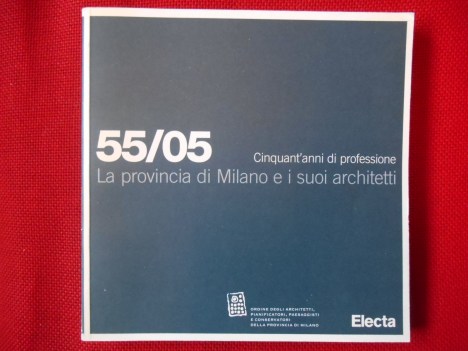 55/05
Cinquant'anni di professione
La provincia di Milano e i suoi architetti
ORDINE DEGLI ARCHITETTI,
PIANIFICATORI, PAESAGGISTI
E CONSERVATORI
DELLA PROVINCIA DI MILANO
Electa